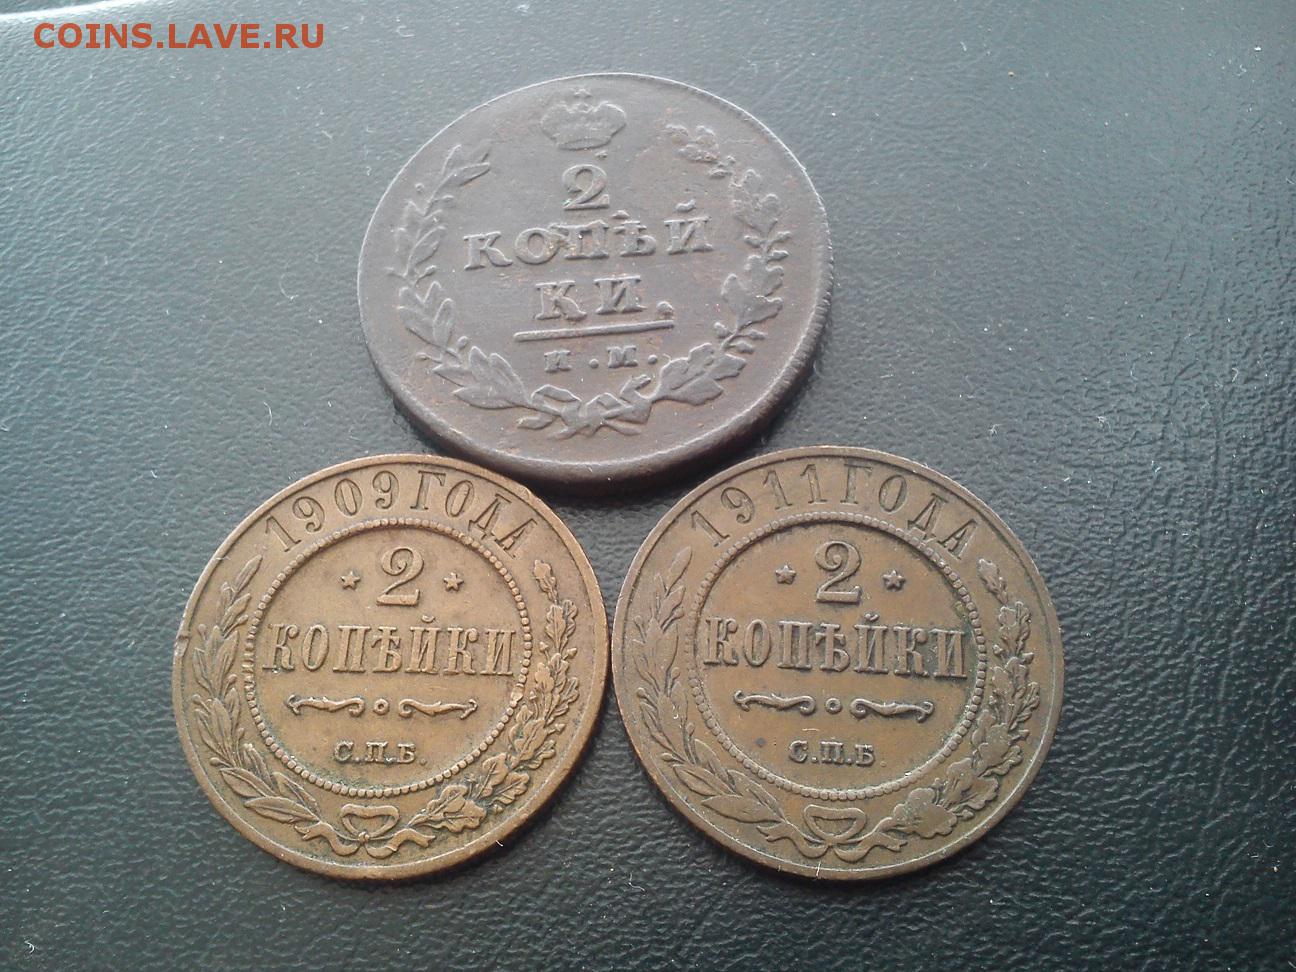 COINS.LAVE.RU
2
КОПѢЙ
КИ.
И.М.
1909 ГОДА
2
КОПѢЙКИ
С.П.Б.
1911 ГОДА
2
КОПѢЙКИ
С.П.Б.